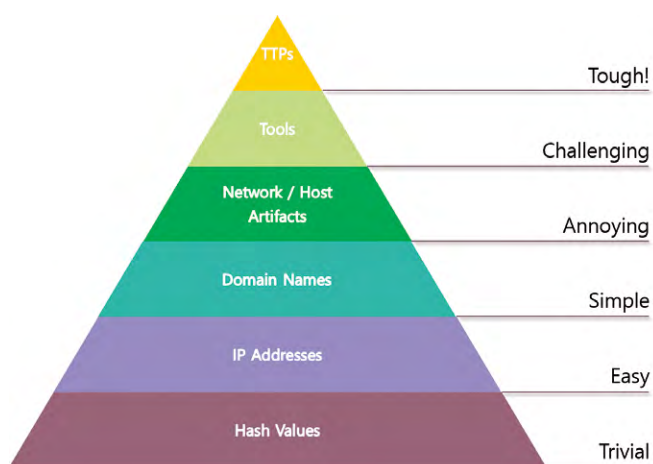 TTPs
Tough!
Tools
Challenging
Network / Host
Artifacts
Annoying
Domain Names
Simple
IP Addresses
Easy
Hash Values
Trivial